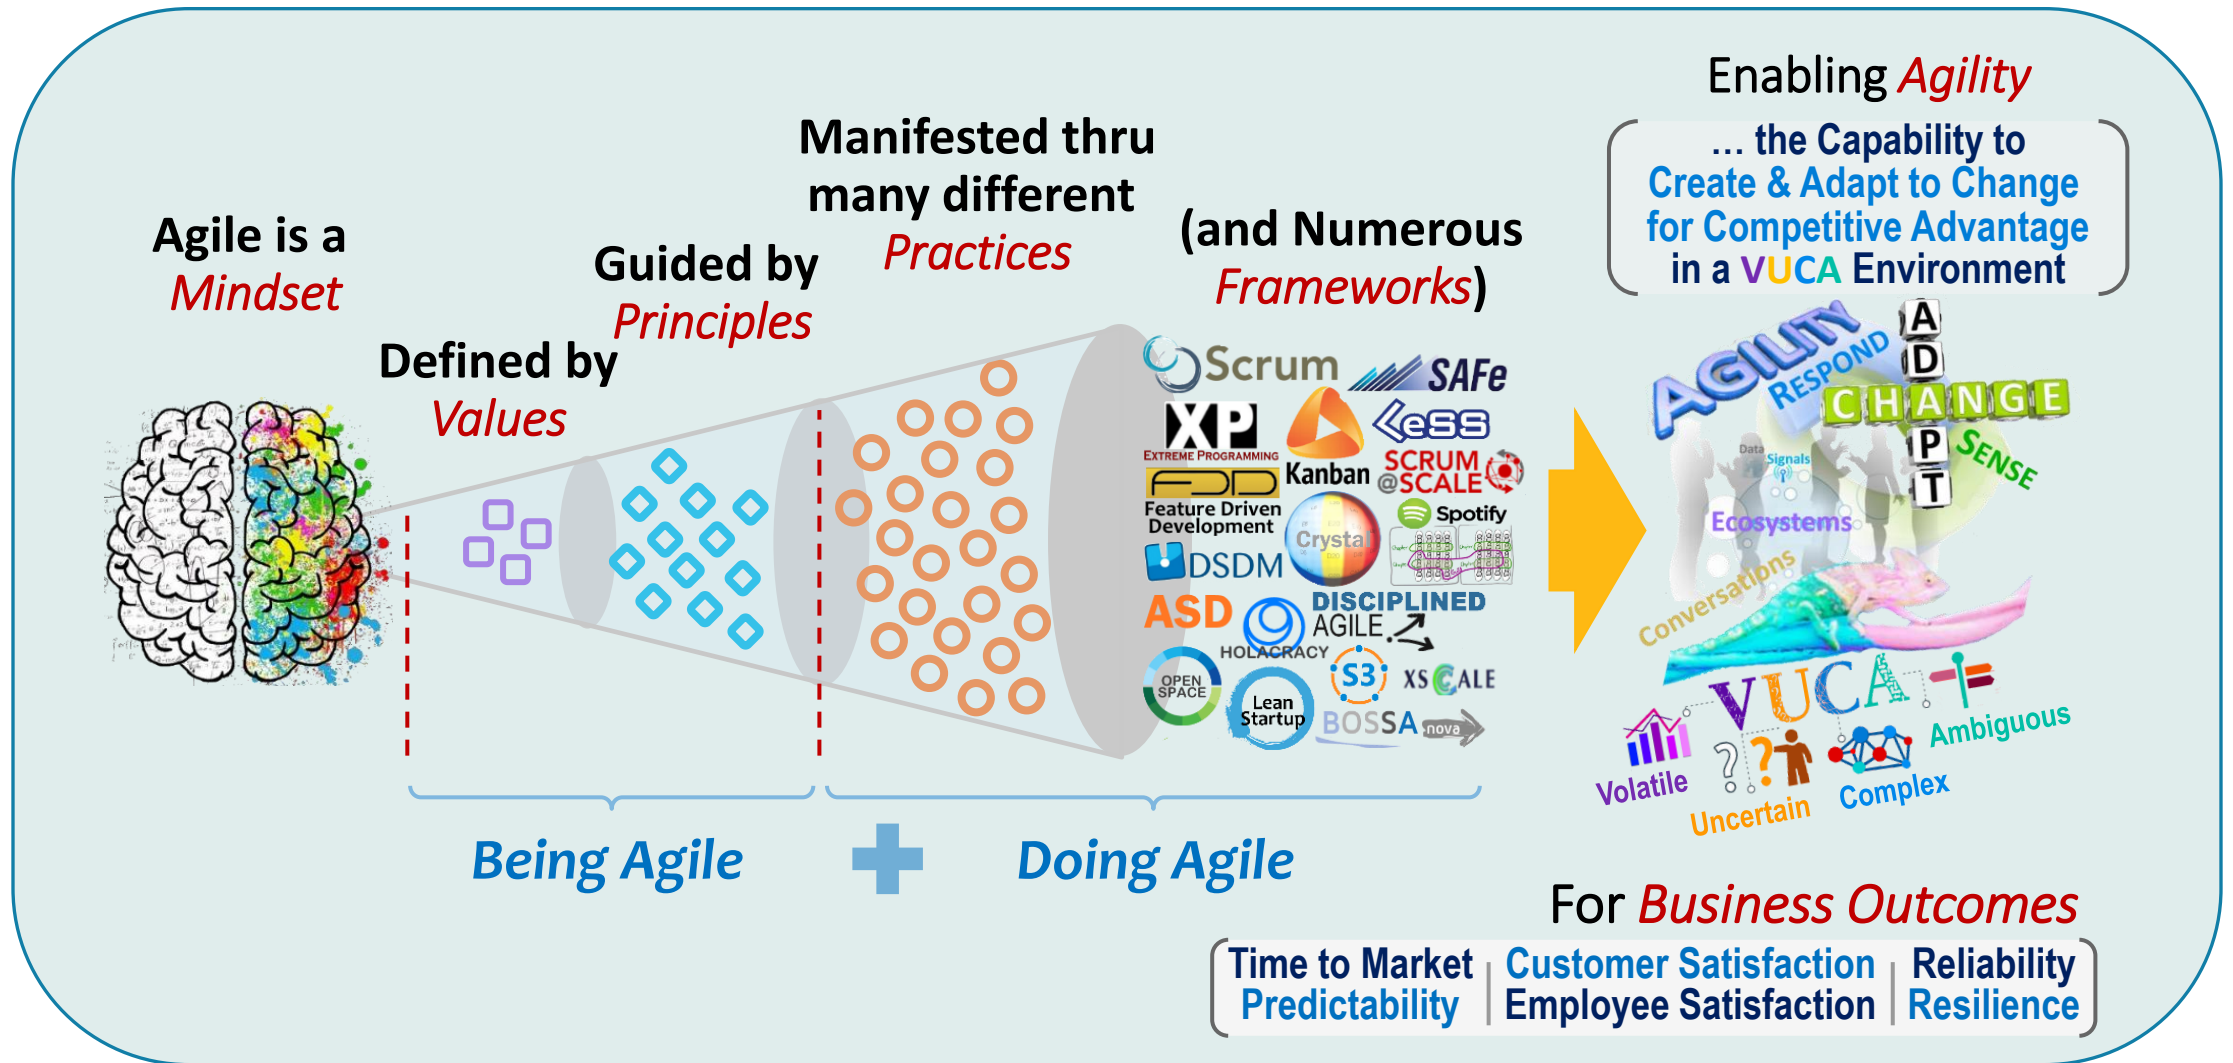 Agile is a
Mindset
Defined by
Values
Guided by
Principles
Manifested thru
many different
Practices
(and Numerous
Frameworks)
Scrum
SAFe
XP
EXTREME PROGRAMMING
Kanban
LeSS
FDD
Feature Driven
Development
SCRUM
@SCALE
Crystal
Spotify
DSDM
ASD
HOLACRACY
DISCIPLINED
AGILE
OPEN
SPACE
Lean
Startup
S3
XSCALE
BOSSA nova
Being Agile
Doing Agile
Enabling Agility
... the Capability to
Create & Adapt to Change
for Competitive Advantage
in a VUCA Environment
AGILITY
RESPOND
ADAPT
CHANGE
SENSE
Data
Signals
Ecosystems
Conversations
VUCA
Volatile
Uncertain
Complex
Ambiguous
For Business Outcomes
Time to Market
Predictability
Customer Satisfaction
Employee Satisfaction
Reliability
Resilience